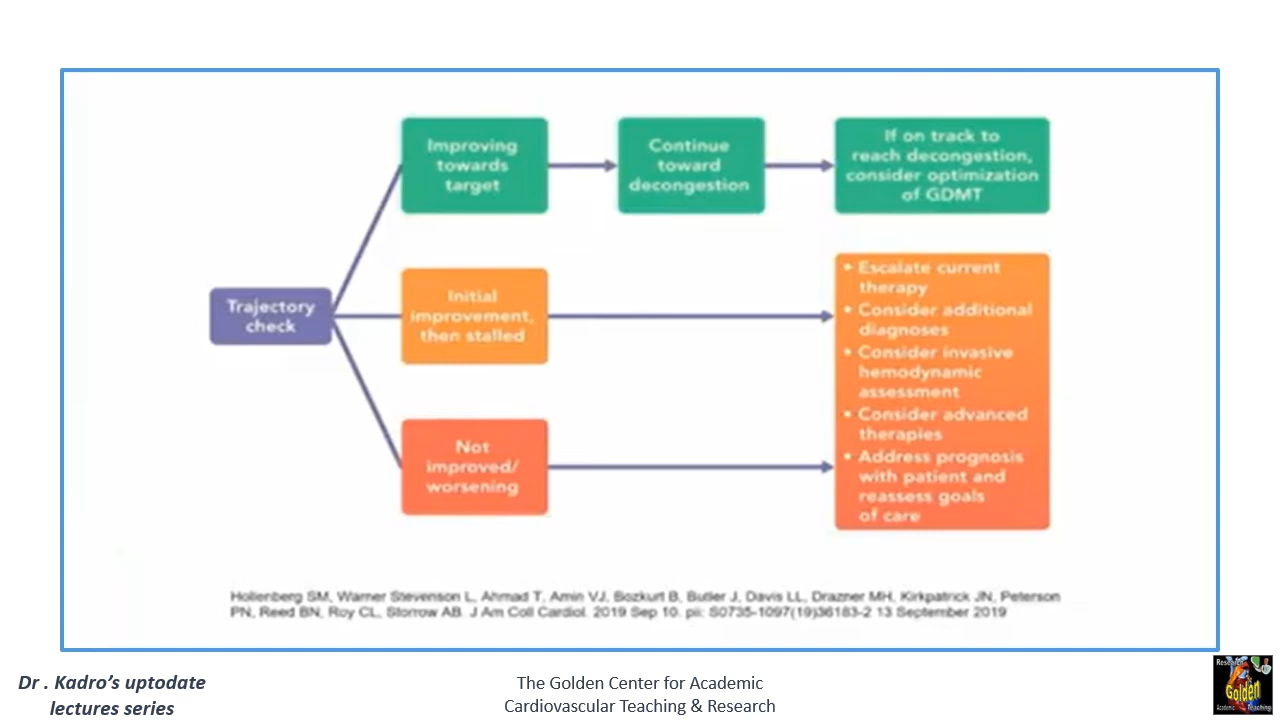 Improving
towards
target
Continue
toward
decongestion
If on track to
reach decongestion,
consider optimization
of GDMT
Trajectory
check
Initial
improvement,
then stalled
Not
improved/
worsening
• Escalate current
therapy
• Consider additional
diagnoses
• Consider invasive
hemodynamic
assessment
• Consider advanced
therapies
• Address prognosis
with patient and
reassess goals
of care
Hollenberg SM, Warner Stevenson L, Ahmad T, Amin VJ, Bozkurt B, Butler J, Davis LL, Drazner MH, Kirkpatrick JN, Peterson
PN, Reed BN, Roy CL, Storrow AB. J Am Coll Cardiol. 2019 Sep 10. pii: S0735-1097(19)36183-2 13 September 2019
Dr . Kadro’s uptodate
lectures series
The Golden Center for Academic
Cardiovascular Teaching & Research
Research
Golden
Academic Teaching